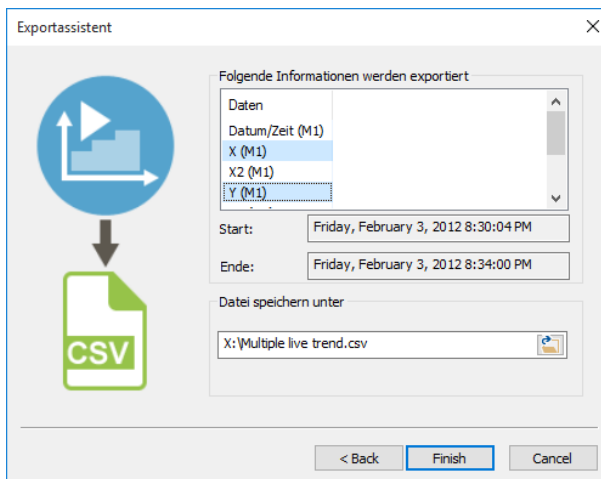 Exportassistent
Folgende Informationen werden exportiert
Daten
Datum/Zeit (M1)
X (M1)
X2 (M1)
Y (M1)
Start:
Friday, February 3, 2012 8:30:04 PM
Ende:
Friday, February 3, 2012 8:34:00 PM
CSV
Datei speichern unter
X:\Multiple live trend.csv
< Back
Finish
Cancel